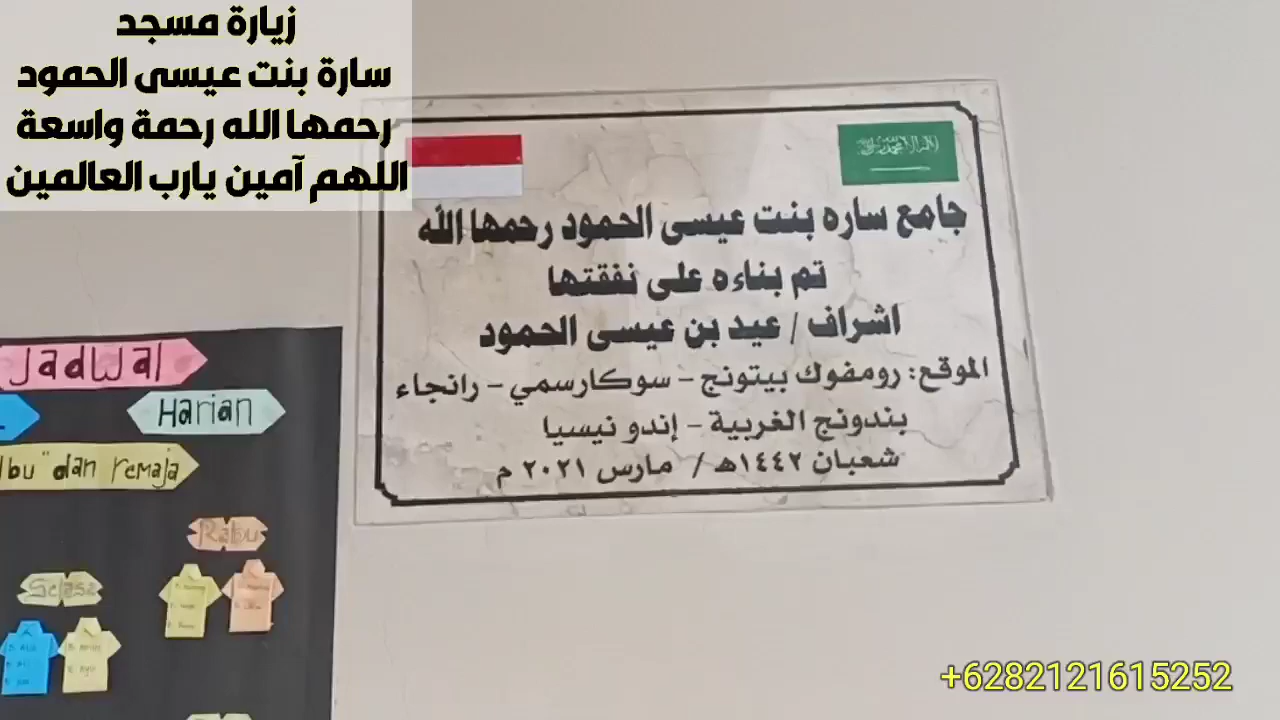 زيارة مسجد
سارة بنت عيسى الحمود
رحمها الله رحمة واسعة
اللهم آمين يارب العالمين
جامع ساره بنت عيسى الحمود رحمها الله
تم بناءه على نفقتها
اشراف / عيد بن عيسى الحمود
الموقع: رومفوك بيتونج - سوكارسمي - رانجاء
بندونج الغربية - إندو نيسيا
شعبان ١٤٤٢هـ / مارس ٢٠٢١ م
Jadwal
Harian
Ibu" dan remaja
Rabu
Selasa
+6282121615252